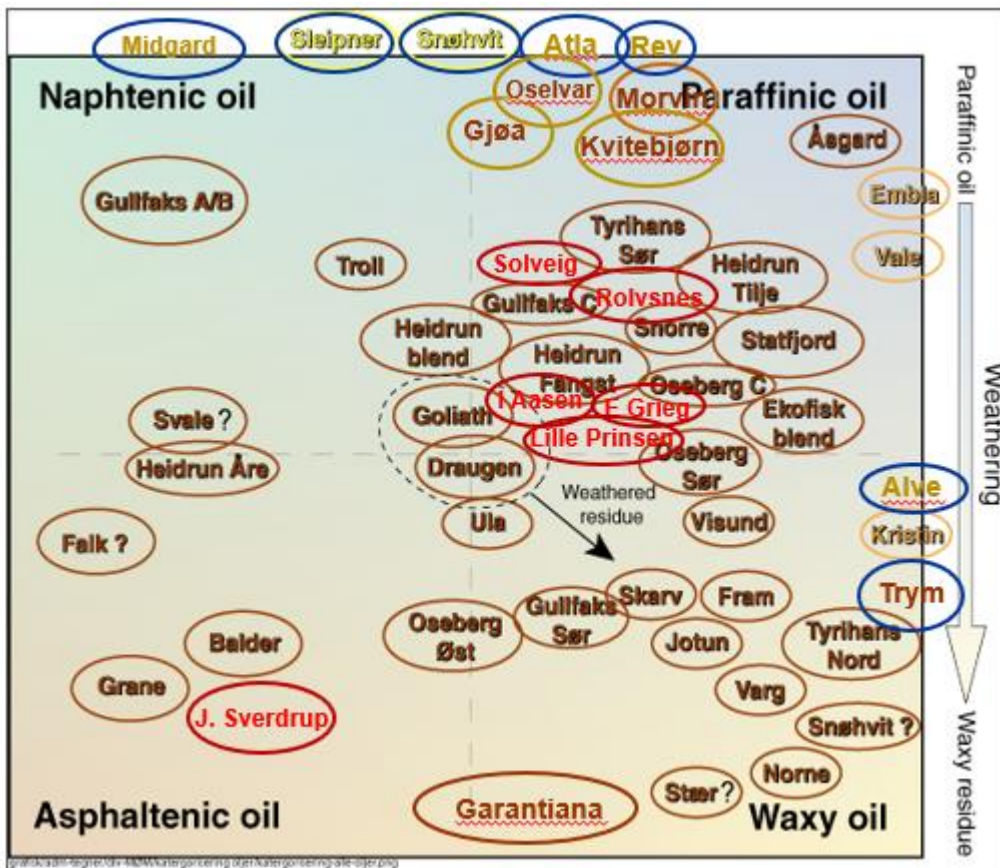 Midgard
Sleipner
Snøhvit
Atla
Rev
Naphtenic oil
Oselvar
Morvin
Paraffinic oil
Gjøa
Kvitebjørn
Åsgard
Paraffinic oil
Gullfaks A/B
Embla
Tyrihans
Sør
Troll
Solveig
Heidrun
Tilje
Vale
Gullfaks C
Rolvsnes
Snorre
Statfjord
Heidrun
blend
Heidrun
Fangst
Oseberg C
Weathering
Svale ?
Goliath
I Aasen
E Grieg
Ekofisk
blend
Lille Prinsen
Heidrun Åre
Draugen
Oseberg
Sør
Alve
Weathered
residue
Ula
Visund
Kristin
Falk ?
Skarv
Fram
Trym
Gullfaks
Sør
Oseberg
Øst
Balder
Jotun
Tyrihans
Nord
Grane
Varg
J. Sverdrup
Snøhvit ?
Waxy residue
Norne
Stær ?
Garantiana
Asphaltenic oil
Waxy oil